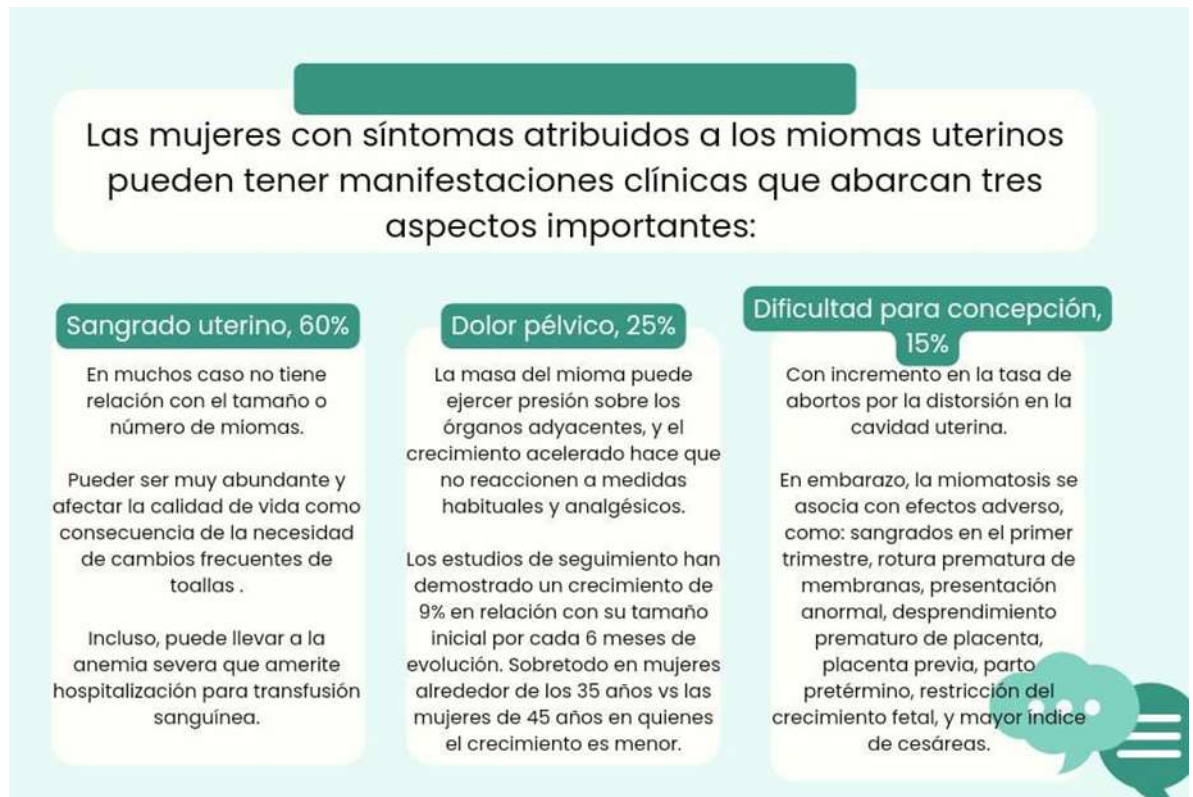 Las mujeres con síntomas atribuidos a los miomas uterinos
pueden tener manifestaciones clínicas que abarcan tres
aspectos importantes:
Sangrado uterino, 60%
En muchos caso no tiene
relación con el tamaño o
número de miomas.
Pueder ser muy abundante y
afectar la calidad de vida como
consecuencia de la necesidad
de cambios frecuentes de
toallas .
Incluso, puede llevar a la
anemia severa que amerite
hospitalización para transfusión
sanguínea.
Dolor pélvico, 25%
La masa del mioma puede
ejercer presión sobre los
órganos adyacentes, y el
crecimiento acelerado hace que
no reaccionen a medidas
habituales y analgésicos.
Los estudios de seguimiento han
demostrado un crecimiento de
9% en relación con su tamaño
inicial por cada 6 meses de
evolución. Sobretodo en mujeres
alrededor de los 35 años vs las
mujeres de 45 años en quienes
el crecimiento es menor.
Dificultad para concepción,
15%
Con incremento en la tasa de
abortos por la distorsión en la
cavidad uterina.
En embarazo, la miomatosis se
asocia con efectos adverso,
como: sangrados en el primer
trimestre, rotura prematura de
membranas, presentación
anormal, desprendimiento
prematuro de placenta,
placenta previa, parto
pretérmino, restricción del
crecimiento fetal, y mayor índice
de cesáreas.